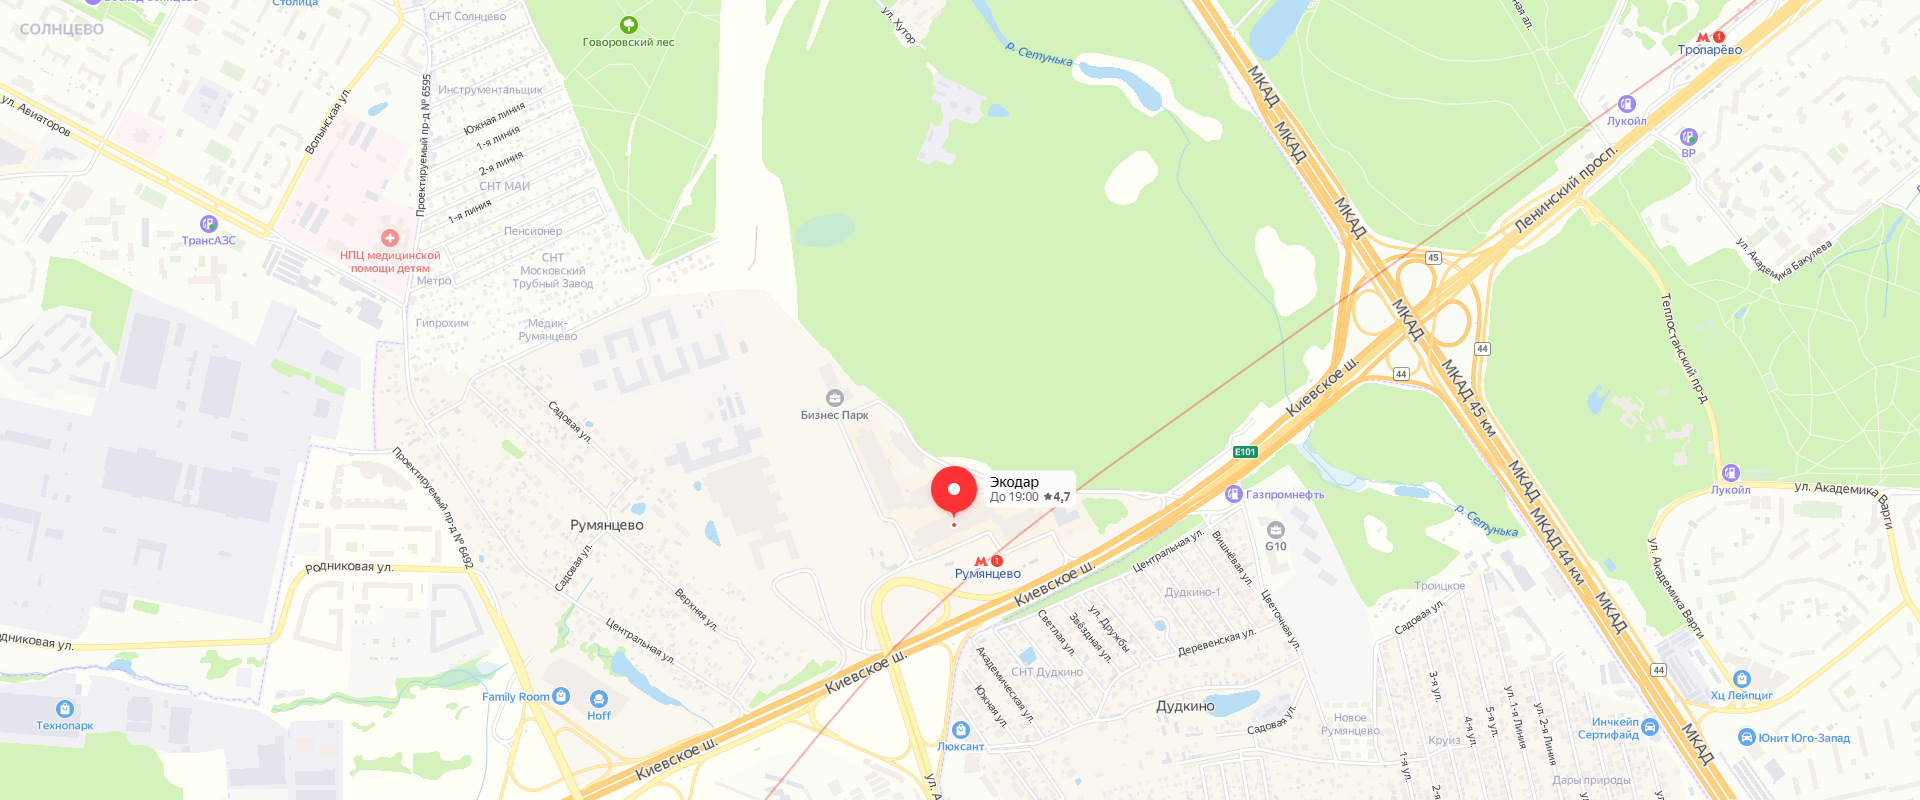 Столица
СОЛНЦЕВО
СНТ Солнцево
Говоровский лес
ул. Хутор
р. Сетунька
МКАД
1
Тропарёво
ул. Авиаторов
Волынская ул.
Проектируемый пр-д № 6595
Инструментальщик
Южная линия
1-я линия
2-я линия
СНТ МАИ
1-я линия
МКАД
Лукойл
BP
Ленинский просп.
ТрансАЗС
НПЦ медицинской
помощи детям
Пенсионер
СНТ
Московский
Трубный Завод
Метро
МКАД
45
ул. Академика Бакулева
Гипрохим
Медик-
Румянцево
МКАД
44
44
Теплостанский пр-д
Бизнес Парк
Садовая ул.
Киевское ш.
МКАД 45 км
E101
Проектируемый пр-д № 6492
Экодар
До 19:00 ★4,7
Газпромнефть
Лукойл
ул. Академика Варги
р. Сетунька
Румянцево
G10
МКАД 44 км
МКАД
Родниковая ул.
Садовая ул.
1
Румянцево
Киевское ш.
Центральная ул.
Вишнёвая ул.
Цветочная ул.
Троицкое
Садовая ул.
ул. Академика Варги
МКАД
Верхняя ул.
Центральная ул.
Дудкино-1
ул. Дружбы
Звёздная ул.
Светлая ул.
Деревенская ул.
Академическая ул.
Южная ул.
СНТ Дудкино
Киевское ш.
44
Family Room
Hoff
Технопарк
Люксант
Дудкино
Садовая ул.
Новое
Румянцево
3-я ул.
4-я ул.
5-я ул.
ул. 1-я Линия
ул. 2-я Линия
Хц Лейпциг
Инчкейп
Сертифайд
Юнит Юго-Запад
МКАД
Круиз
1-я ул.
Дары природы
Киевское ш.